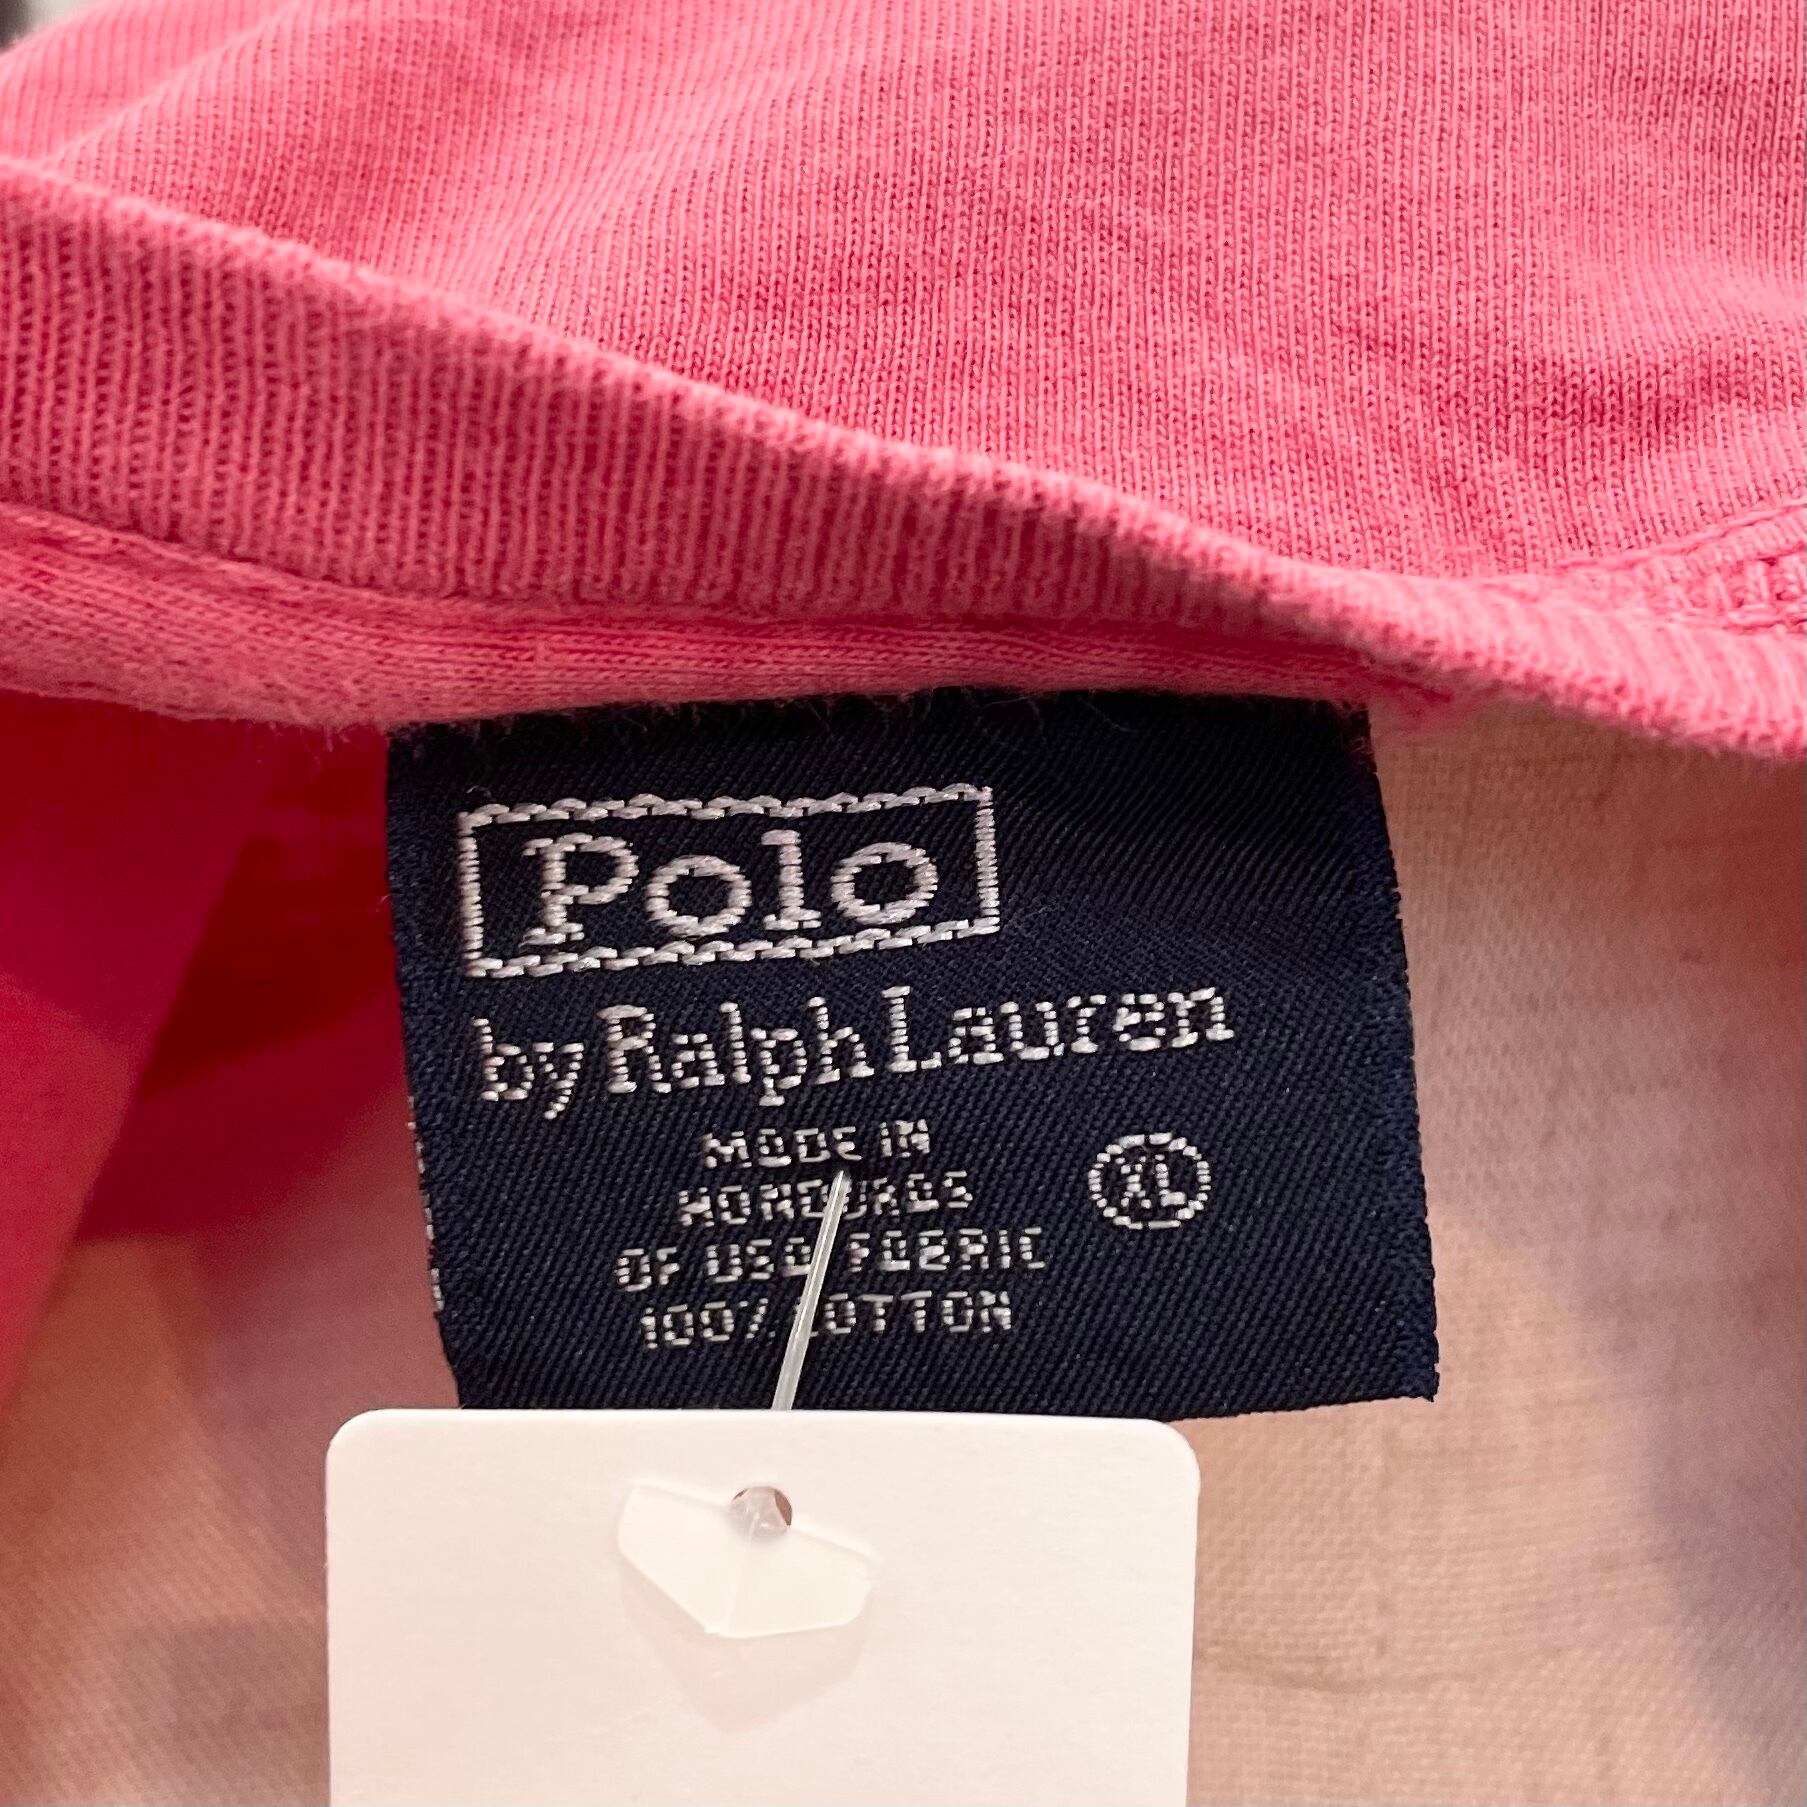 Polo
by Ralph Lauren
MADE IN
HONDURAS
OF USA FABRIC
100% COTTON
XL